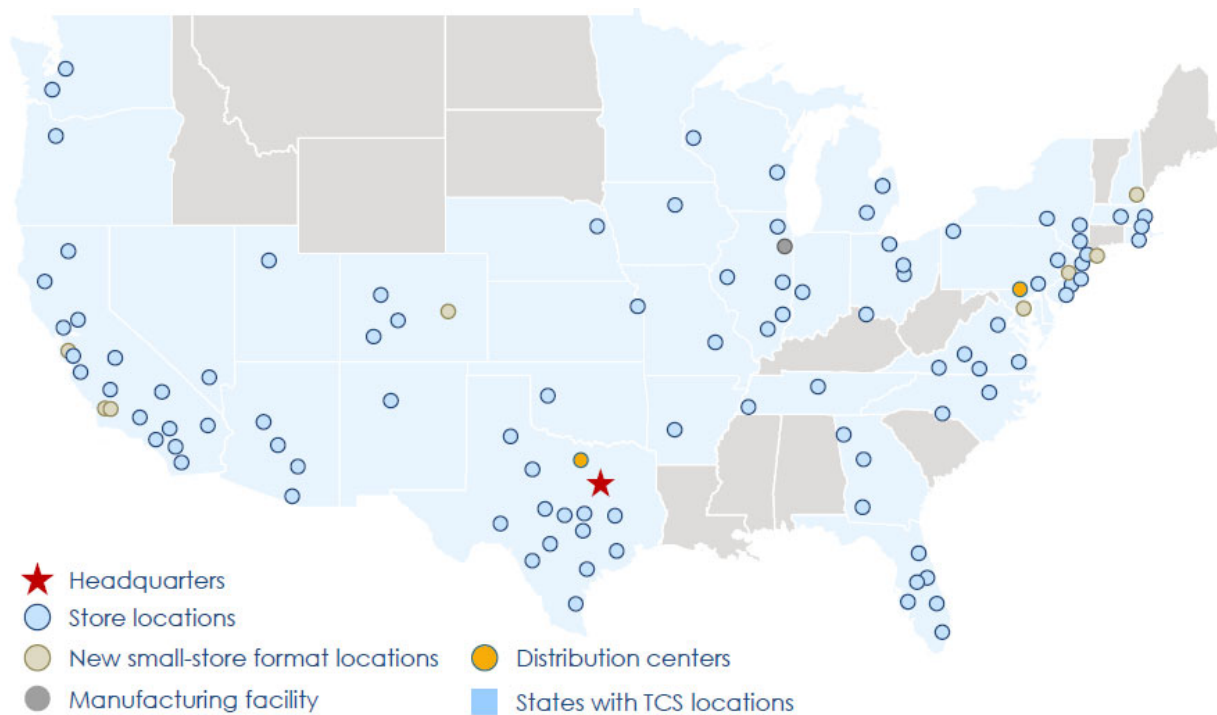 Headquarters
Store locations
New small-store format locations
Distribution centers
Manufacturing facility
States with TCS locations